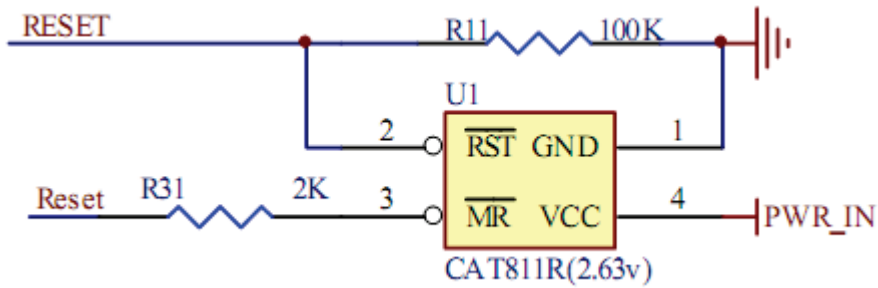 RESET
R11 100K
U1
2 RST GND 1
Reset R31 2K 3 MR VCC 4 PWR_IN
CAT811R(2.63v)